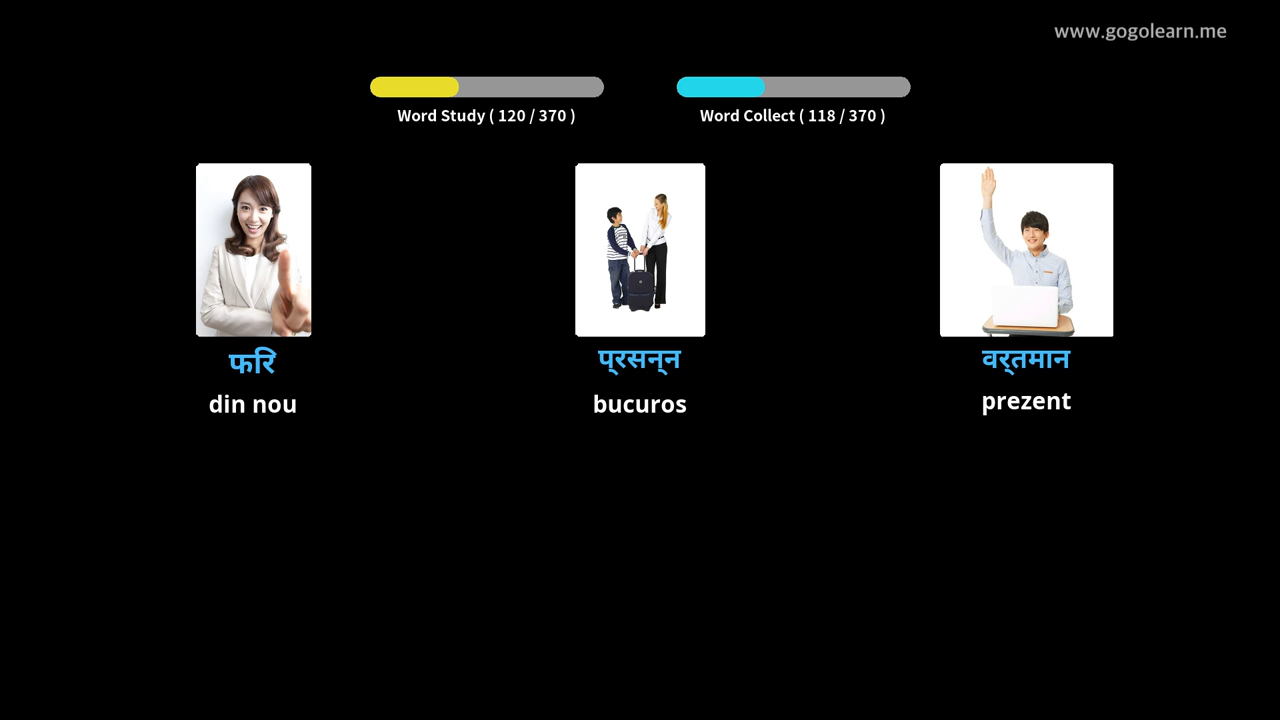 www.gogolearn.me
Word Study ( 120 / 370 )
Word Collect ( 118 / 370 )
फरि
प्‌रसन्‌न
वर्‌तमान
din nou
bucuros
prezent